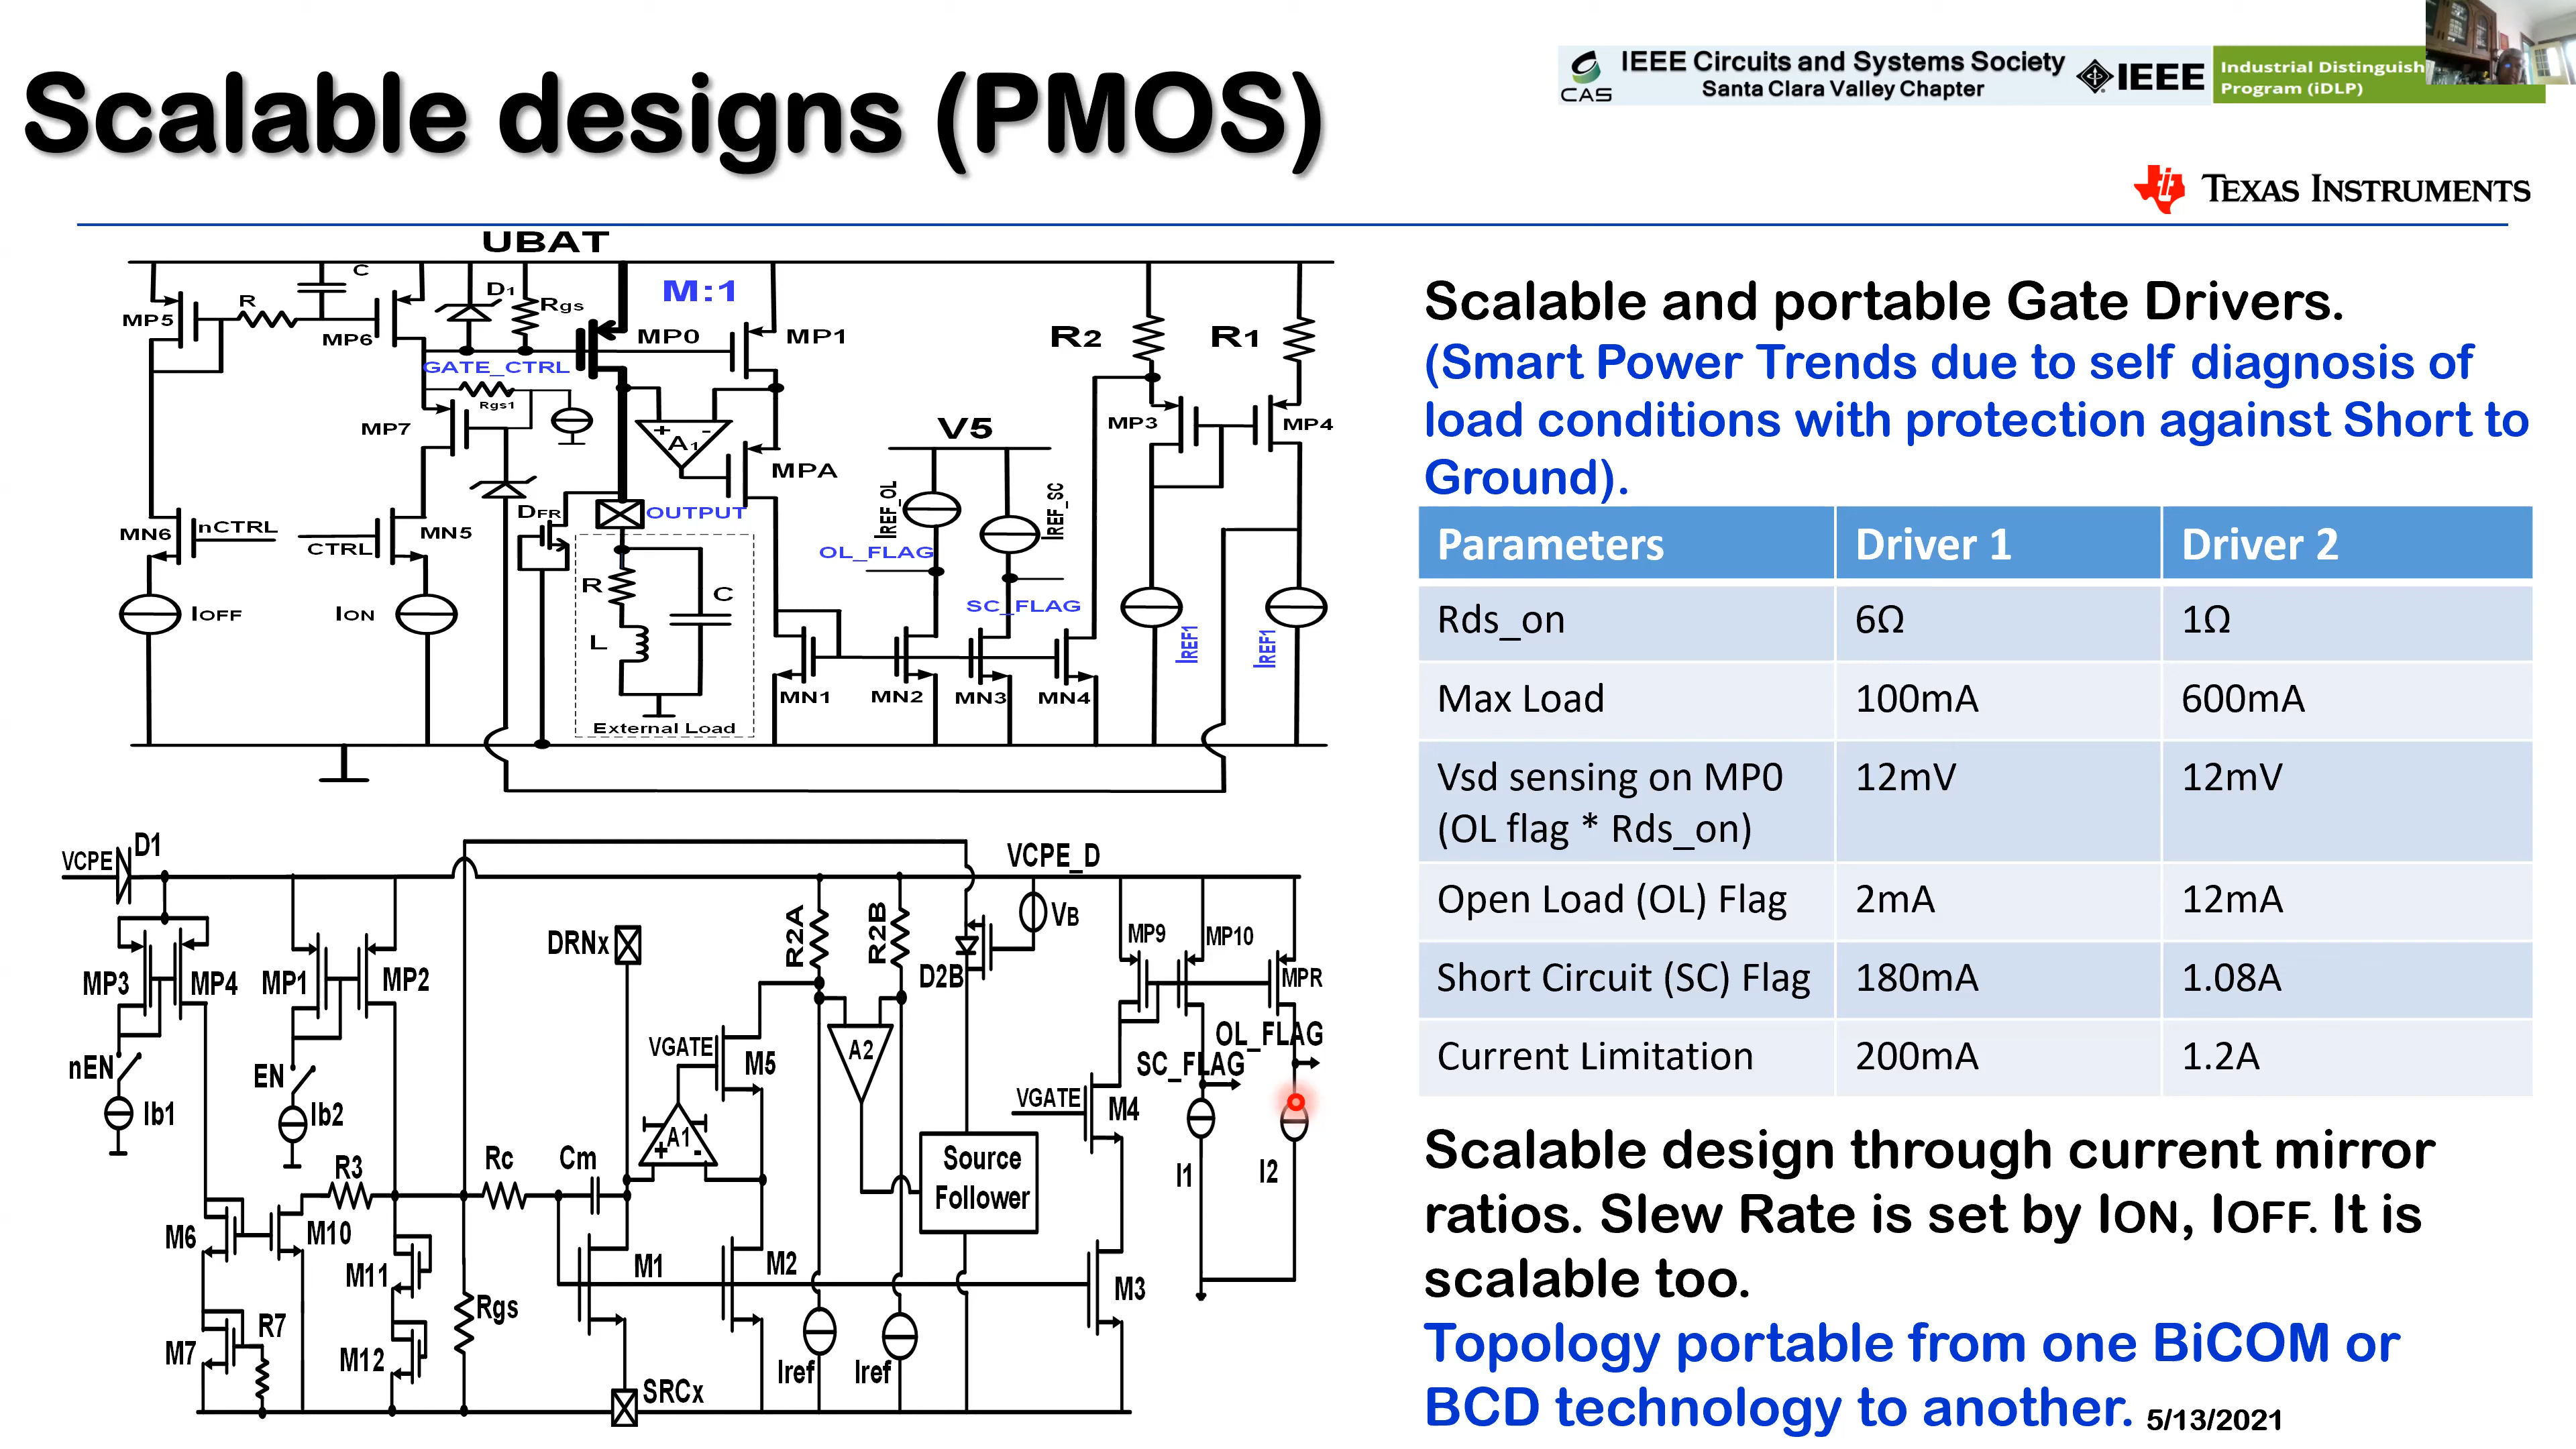 Scalable designs (PMOS)
CAS
IEEE Circuits and Systems Society
Santa Clara Valley Chapter
IEEE
Industrial Distinguish
Program (iDLP)
TEXAS INSTRUMENTS
UBAT
C
D1
M:1
MP5
R
Rgs
MP6
MP0
MP1
R2
R1
GATE_CTRL
Rgs1
MP7
+ -
A1
V5
MP3
MP4
MPA
IREF_OL
IREF_SC
DFR
OUTPUT
MN6
nCTRL
CTRL
MN5
OL_FLAG
R
C
SC_FLAG
IOFF
ION
L
IREF1
IREF1
MN1
MN2
MN3
MN4
External Load
VCPE
D1
VCPE_D
VB
DRNx
R2A
R2B
MP9
MP10
MP3
MP4
MP1
MP2
D2B
MPR
OL_FLAG
VGATE
M5
A2
SC_FLAG
nEN
EN
VGATE
M4
Ib1
Ib2
A1
+ -
R3
Rc
Cm
Source
Follower
I1
I2
M6
M10
M11
M1
M2
M3
Rgs
M7
R7
M12
Iref
Iref
SRCx
Scalable and portable Gate Drivers.
(Smart Power Trends due to self diagnosis of
load conditions with protection against Short to
Ground).
Parameters Driver 1 Driver 2
Rds_on 6Ω 1Ω
Max Load 100mA 600mA
Vsd sensing on MP0 12mV 12mV
(OL flag * Rds_on)
Open Load (OL) Flag 2mA 12mA
Short Circuit (SC) Flag 180mA 1.08A
Current Limitation 200mA 1.2A
Scalable design through current mirror
ratios. Slew Rate is set by ION, IOFF. It is
scalable too.
Topology portable from one BiCOM or
BCD technology to another.
5/13/2021